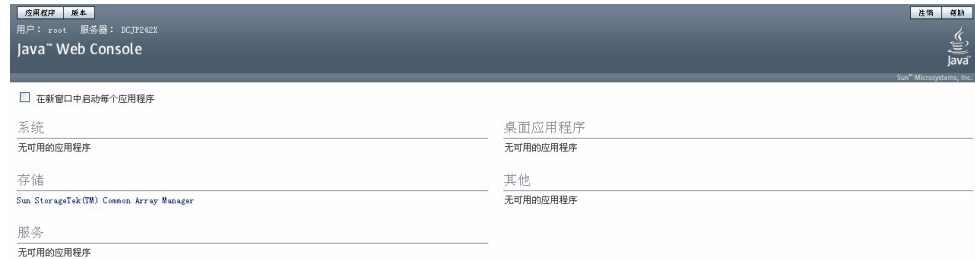 应用程序 版本 注销 帮助
用户： root 服务器： DCJP242X
Java™ Web Console
Java™
Sun™ Microsystems, Inc.
在新窗口中启动每个应用程序
系统
无可用的应用程序
桌面应用程序
无可用的应用程序
存储
Sun StorageTek(TM) Common Array Manager
其他
无可用的应用程序
服务
无可用的应用程序